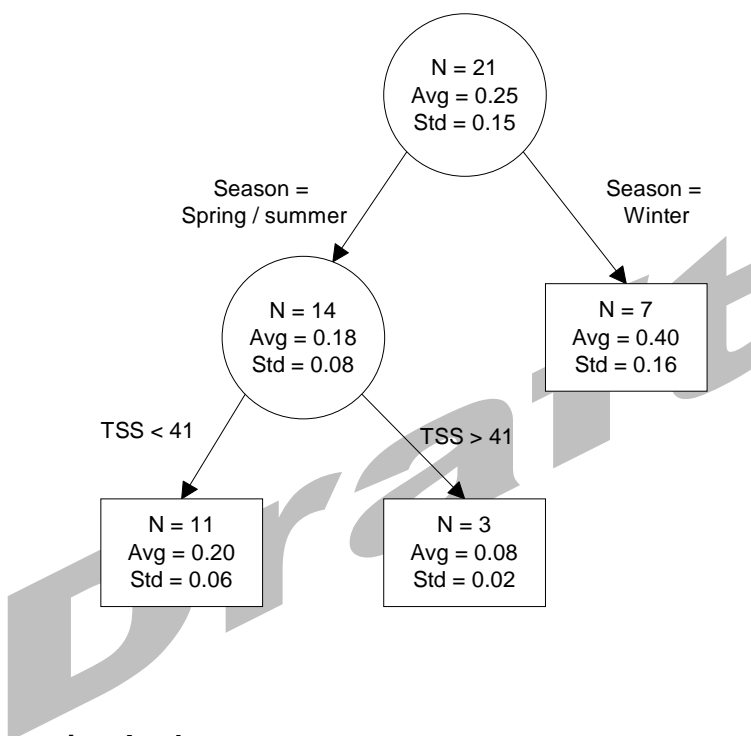 N = 21
Avg = 0.25
Std = 0.15
Season =
Spring / summer
Season =
Winter
N = 14
Avg = 0.18
Std = 0.08
N = 7
Avg = 0.40
Std = 0.16
TSS < 41
TSS > 41
N = 11
Avg = 0.20
Std = 0.06
N = 3
Avg = 0.08
Std = 0.02
Draft